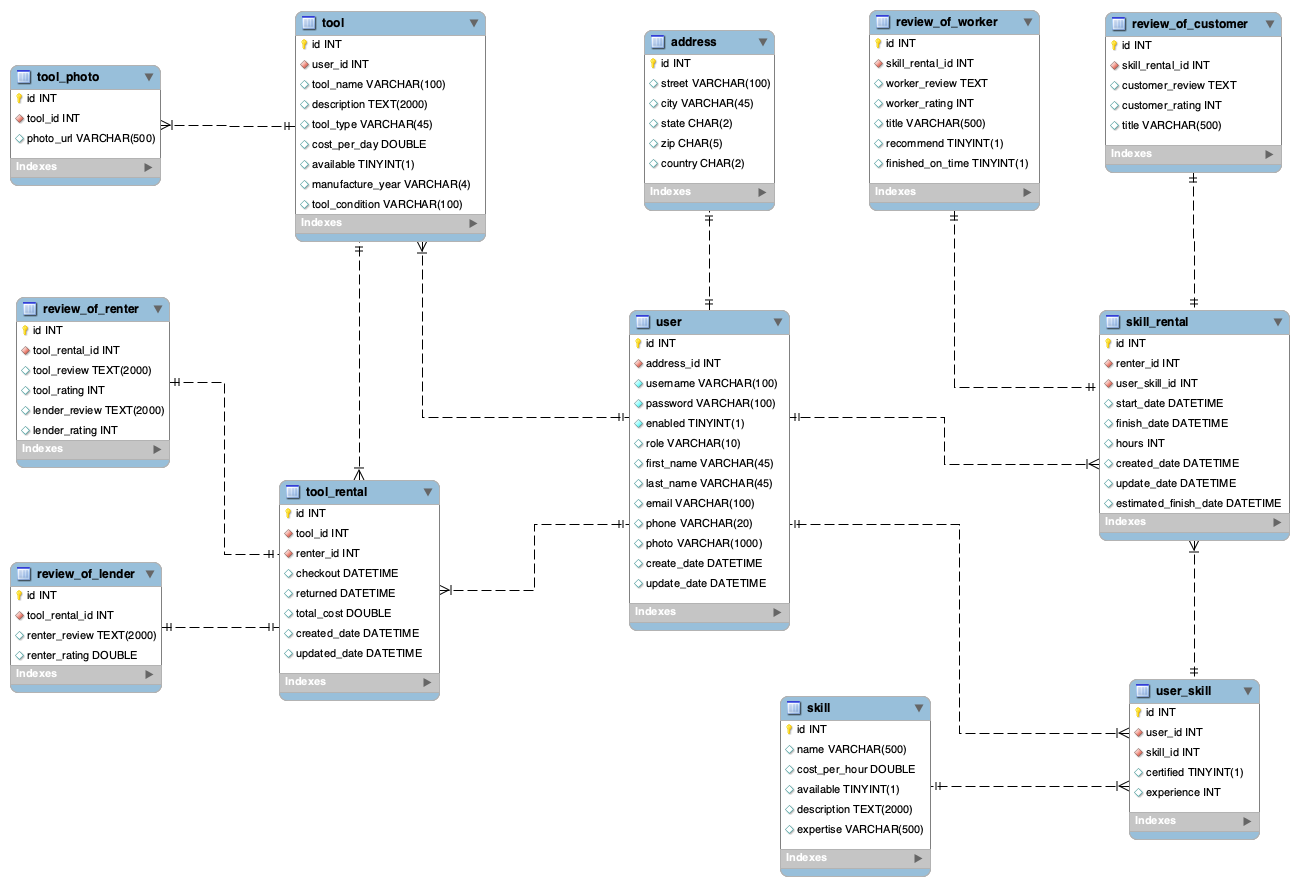 tool
id INT
user_id INT
tool_name VARCHAR(100)
description TEXT(2000)
tool_type VARCHAR(45)
cost_per_day DOUBLE
available TINYINT(1)
manufacture_year VARCHAR(4)
tool_condition VARCHAR(100)
Indexes
address
id INT
street VARCHAR(100)
city VARCHAR(45)
state CHAR(2)
zip CHAR(5)
country CHAR(2)
Indexes
review_of_worker
id INT
skill_rental_id INT
worker_review TEXT
worker_rating INT
title VARCHAR(500)
recommend TINYINT(1)
finished_on_time TINYINT(1)
Indexes
review_of_customer
id INT
skill_rental_id INT
customer_review TEXT
customer_rating INT
title VARCHAR(500)
Indexes
tool_photo
id INT
tool_id INT
photo_url VARCHAR(500)
Indexes
review_of_renter
id INT
tool_rental_id INT
tool_review TEXT(2000)
tool_rating INT
lender_review TEXT(2000)
lender_rating INT
Indexes
user
id INT
address_id INT
username VARCHAR(100)
password VARCHAR(100)
enabled TINYINT(1)
role VARCHAR(10)
first_name VARCHAR(45)
last_name VARCHAR(45)
email VARCHAR(100)
phone VARCHAR(20)
photo VARCHAR(1000)
create_date DATETIME
update_date DATETIME
Indexes
skill_rental
id INT
renter_id INT
user_skill_id INT
start_date DATETIME
finish_date DATETIME
hours INT
created_date DATETIME
update_date DATETIME
estimated_finish_date DATETIME
Indexes
tool_rental
id INT
tool_id INT
renter_id INT
checkout DATETIME
returned DATETIME
total_cost DOUBLE
created_date DATETIME
updated_date DATETIME
Indexes
review_of_lender
id INT
tool_rental_id INT
renter_review TEXT(2000)
renter_rating DOUBLE
Indexes
skill
id INT
name VARCHAR(500)
cost_per_hour DOUBLE
available TINYINT(1)
description TEXT(2000)
expertise VARCHAR(500)
Indexes
user_skill
id INT
user_id INT
skill_id INT
certified TINYINT(1)
experience INT
Indexes